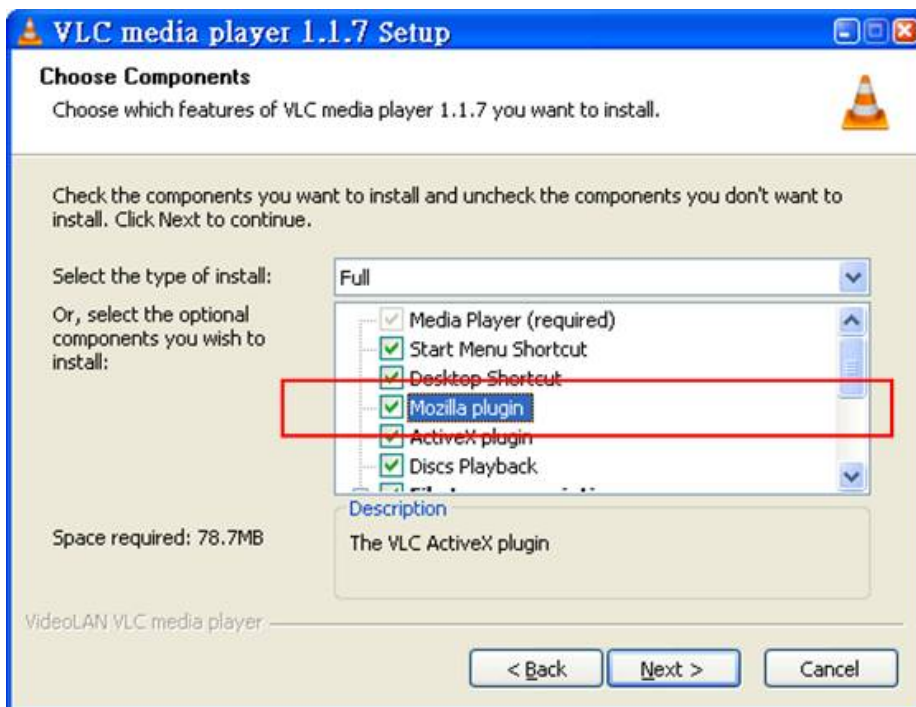 VLC media player 1.1.7 Setup
Choose Components
Choose which features of VLC media player 1.1.7 you want to install.
Check the components you want to install and uncheck the components you don't want to
install. Click Next to continue.
Select the type of install:
Full
Or, select the optional
components you wish to
install:
Media Player (required)
Start Menu Shortcut
Desktop Shortcut
Mozilla plugin
ActiveX plugin
Discs Playback
Space required: 78.7MB
Description
The VLC ActiveX plugin
VideoLAN VLC media player
< Back
Next >
Cancel